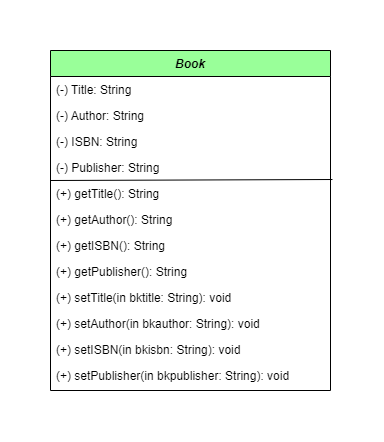 Book
(-) Title: String
(-) Author: String
(-) ISBN: String
(-) Publisher: String
(+) getTitle(): String
(+) getAuthor(): String
(+) getISBN(): String
(+) getPublisher(): String
(+) setTitle(in bktitle: String): void
(+) setAuthor(in bkauthor: String): void
(+) setISBN(in bkisbn: String): void
(+) setPublisher(in bkpublisher: String): void